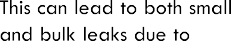 This can lead to both small
and bulk leaks due to